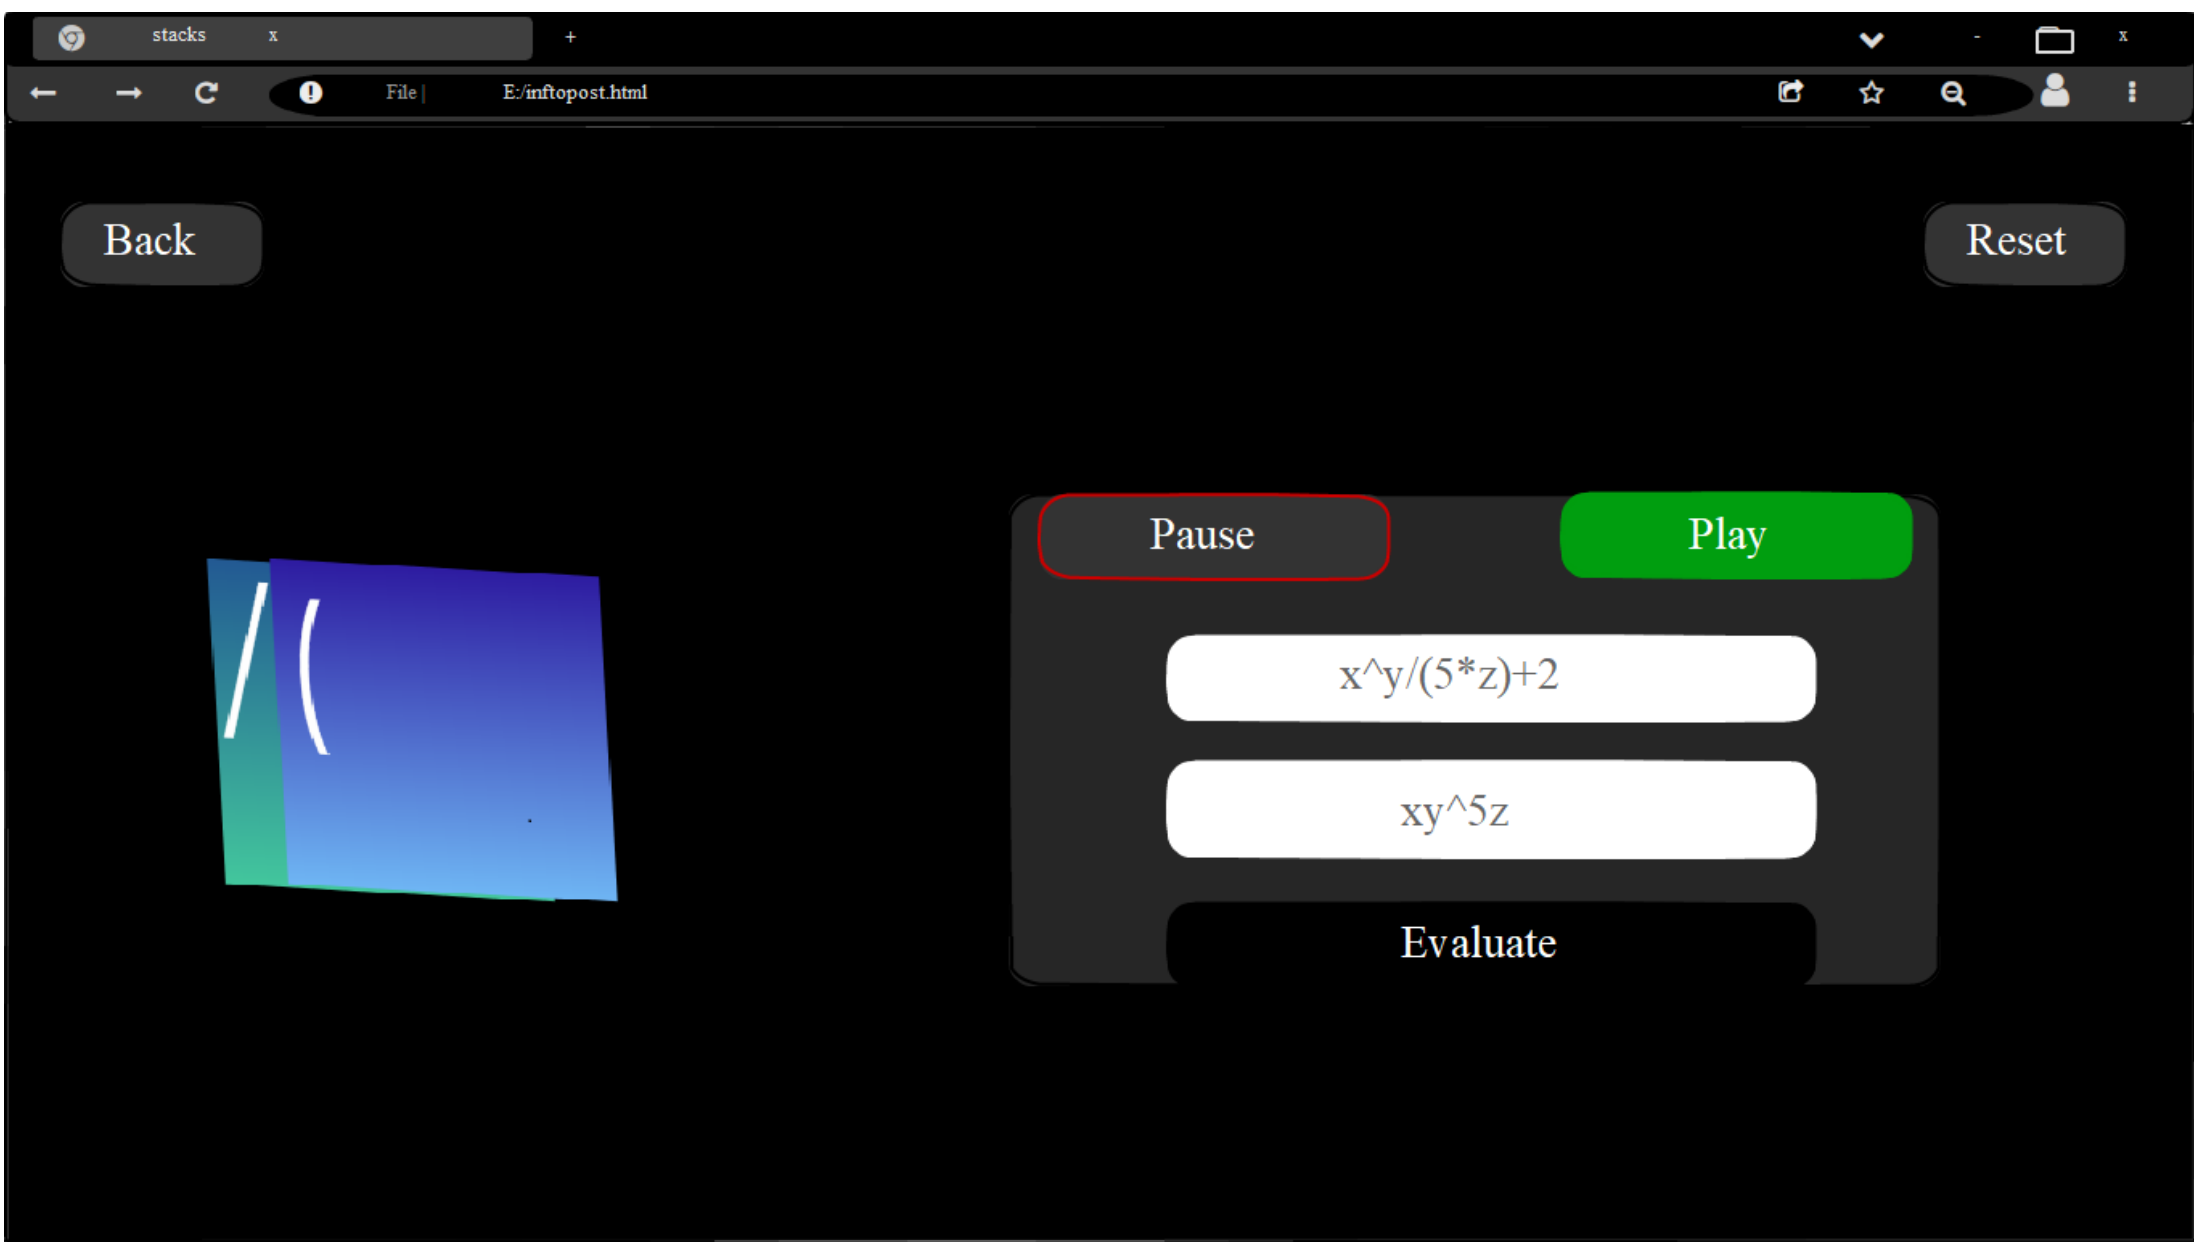 stacks x +
- x
File | E:/inftopost.html
Back
Reset
Pause
Play
/ (
x^y/(5*z)+2
xy^5z
Evaluate